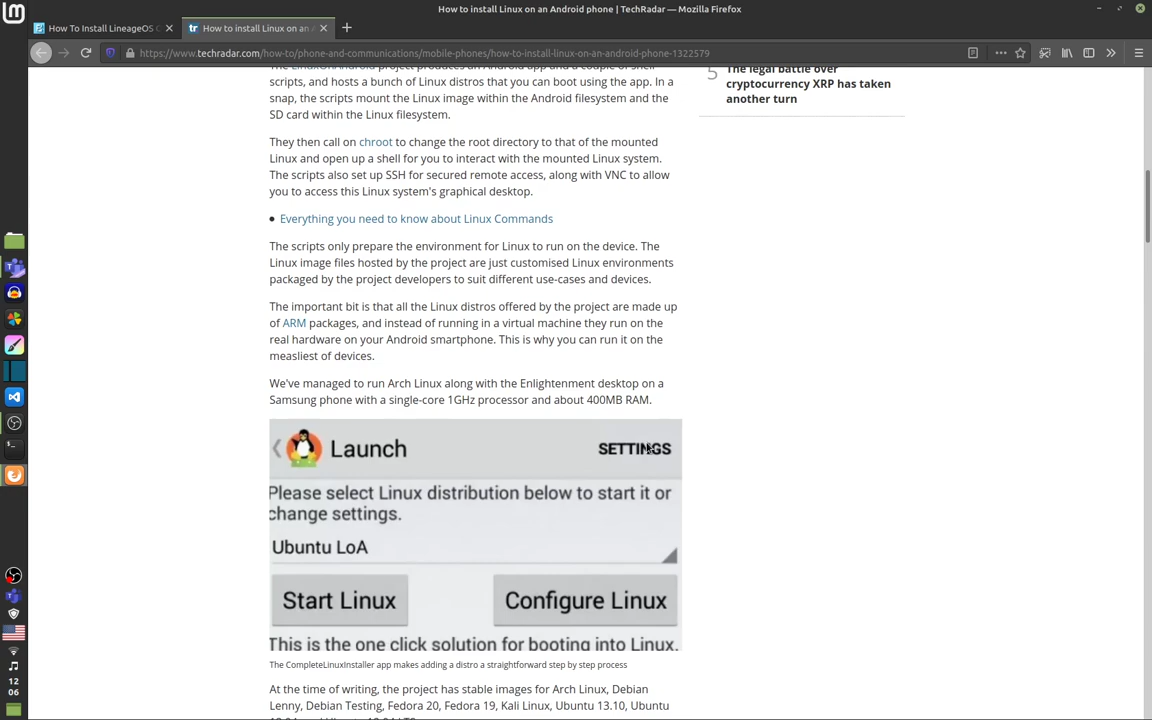 How to install Linux on an Android phone | TechRadar — Mozilla Firefox
How To Install LineageOS
How to install Linux on an
https://www.techradar.com/how-to/phone-and-communications/mobile-phones/how-to-install-linux-on-an-android-phone-1322579
The LinuxOnAndroid project produces an Android app and a couple of shell
scripts, and hosts a bunch of Linux distros that you can boot using the app. In a
snap, the scripts mount the Linux image within the Android filesystem and the
SD card within the Linux filesystem.
They then call on chroot to change the root directory to that of the mounted
Linux and open up a shell for you to interact with the mounted Linux system.
The scripts also set up SSH for secured remote access, along with VNC to allow
you to access this Linux system's graphical desktop.
Everything you need to know about Linux Commands
The scripts only prepare the environment for Linux to run on the device. The
Linux image files hosted by the project are just customised Linux environments
packaged by the project developers to suit different use-cases and devices.
The important bit is that all the Linux distros offered by the project are made up
of ARM packages, and instead of running in a virtual machine they run on the
real hardware on your Android smartphone. This is why you can run it on the
measliest of devices.
We've managed to run Arch Linux along with the Enlightenment desktop on a
Samsung phone with a single-core 1GHz processor and about 400MB RAM.
Launch SETTINGS
Please select Linux distribution below to start it or
change settings.
Ubuntu LoA
Start Linux Configure Linux
This is the one click solution for booting into Linux.
The CompleteLinuxInstaller app makes adding a distro a straightforward step by step process
At the time of writing, the project has stable images for Arch Linux, Debian
Lenny, Debian Testing, Fedora 20, Fedora 19, Kali Linux, Ubuntu 13.10, Ubuntu
5 The legal battle over
cryptocurrency XRP has taken
another turn
12
06